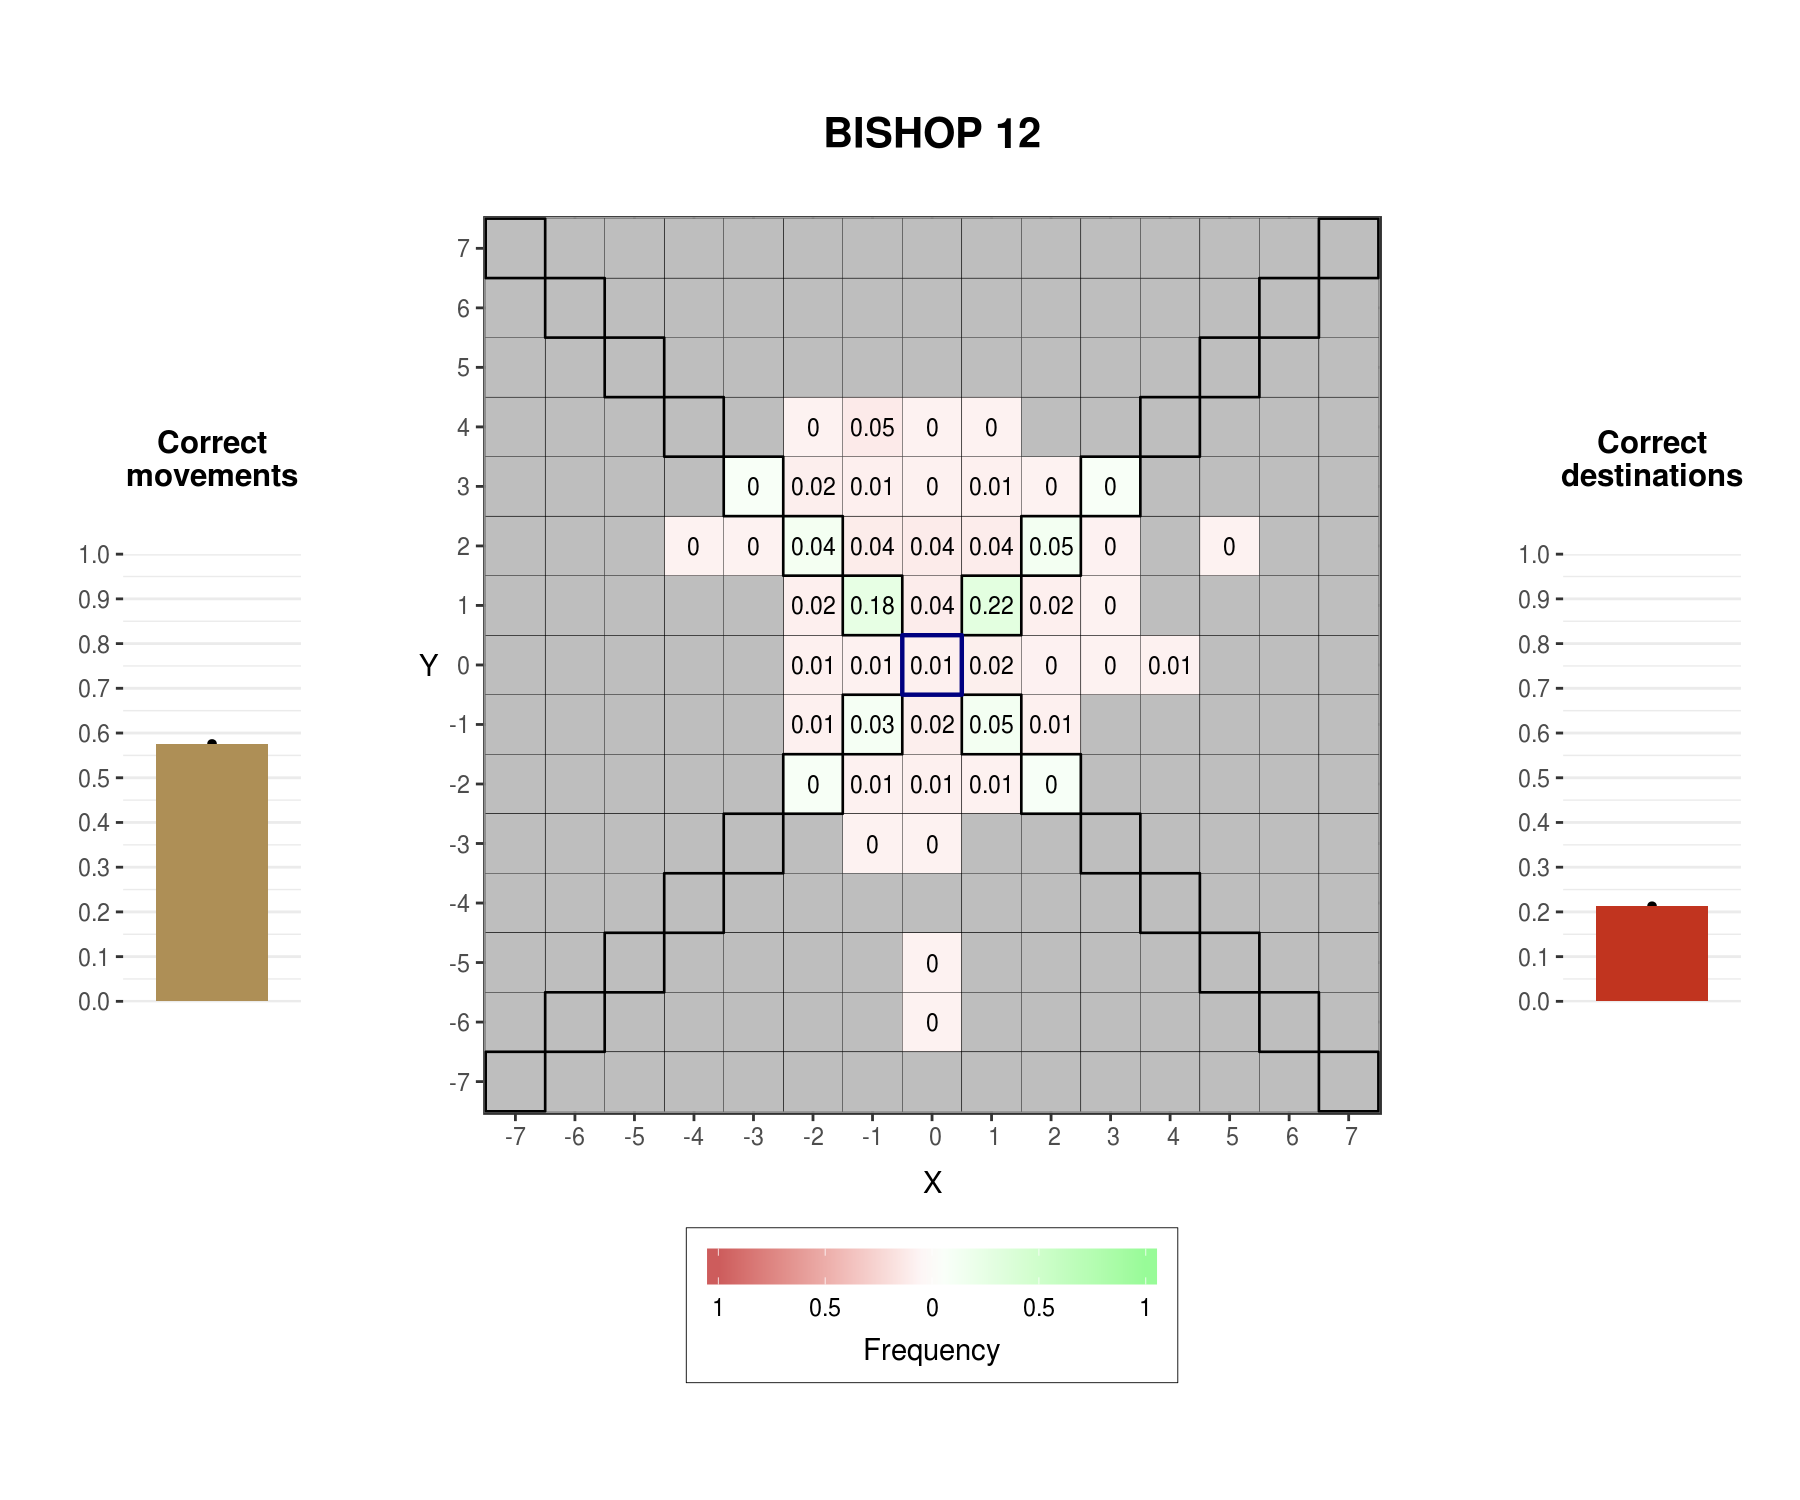 BISHOP 12
Correct
movements
1.0
0.9
0.8
0.7
0.6
0.5
0.4
0.3
0.2
0.1
0.0
Y
7
6
5
4 0 0.05 0 0
3 0 0.02 0.01 0 0.01 0 0
2 0 0 0.04 0.04 0.04 0.04 0.05 0 0
1 0.02 0.18 0.04 0.22 0.02 0
0 0.01 0.01 0.01 0.02 0 0 0.01
-1 0.01 0.03 0.02 0.05 0.01
-2 0 0.01 0.01 0.01 0
-3 0 0
-4
-5 0
-6 0
-7
-7 -6 -5 -4 -3 -2 -1 0 1 2 3 4 5 6 7
X
1 0.5 0 0.5 1
Frequency
Correct
destinations
1.0
0.9
0.8
0.7
0.6
0.5
0.4
0.3
0.2
0.1
0.0